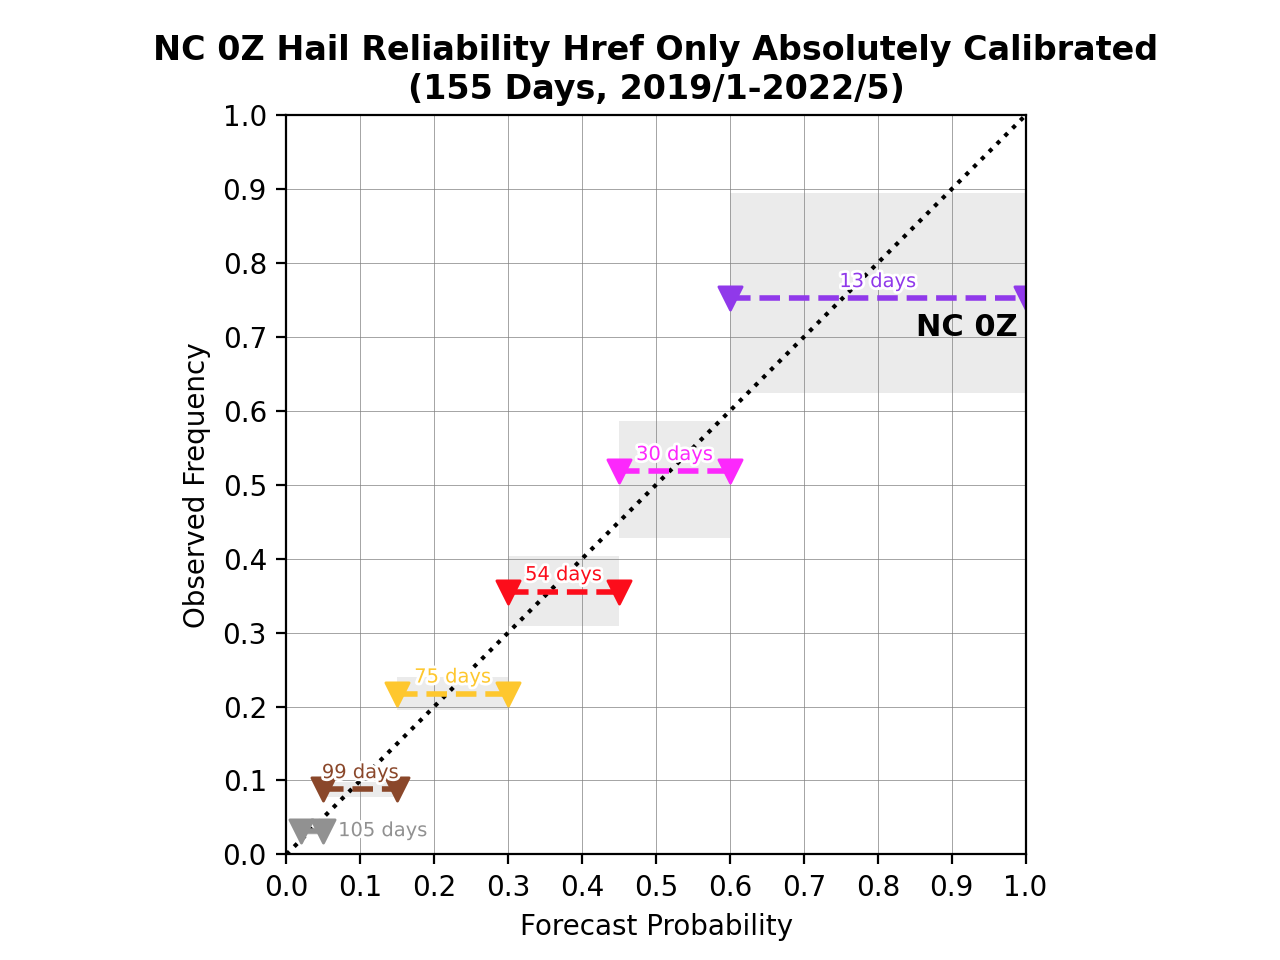 NC 0Z Hail Reliability Href Only Absolutely Calibrated
(155 Days, 2019/1-2022/5)
1.0
0.9
0.8
0.7
0.6
0.5
0.4
0.3
0.2
0.1
0.0
Observed Frequency
13 days
NC 0Z
30 days
54 days
75 days
99 days
105 days
0.0 0.1 0.2 0.3 0.4 0.5 0.6 0.7 0.8 0.9 1.0
Forecast Probability